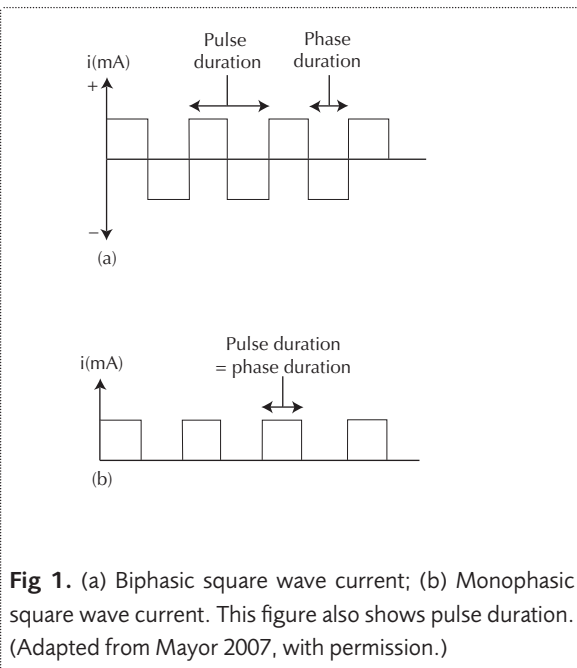 Pulse
duration
Phase
duration
i(mA)
+
−
(a)
Pulse duration
= phase duration
i(mA)
(b)
Fig 1. (a) Biphasic square wave current; (b) Monophasic
square wave current. This figure also shows pulse duration.
(Adapted from Mayor 2007, with permission.)